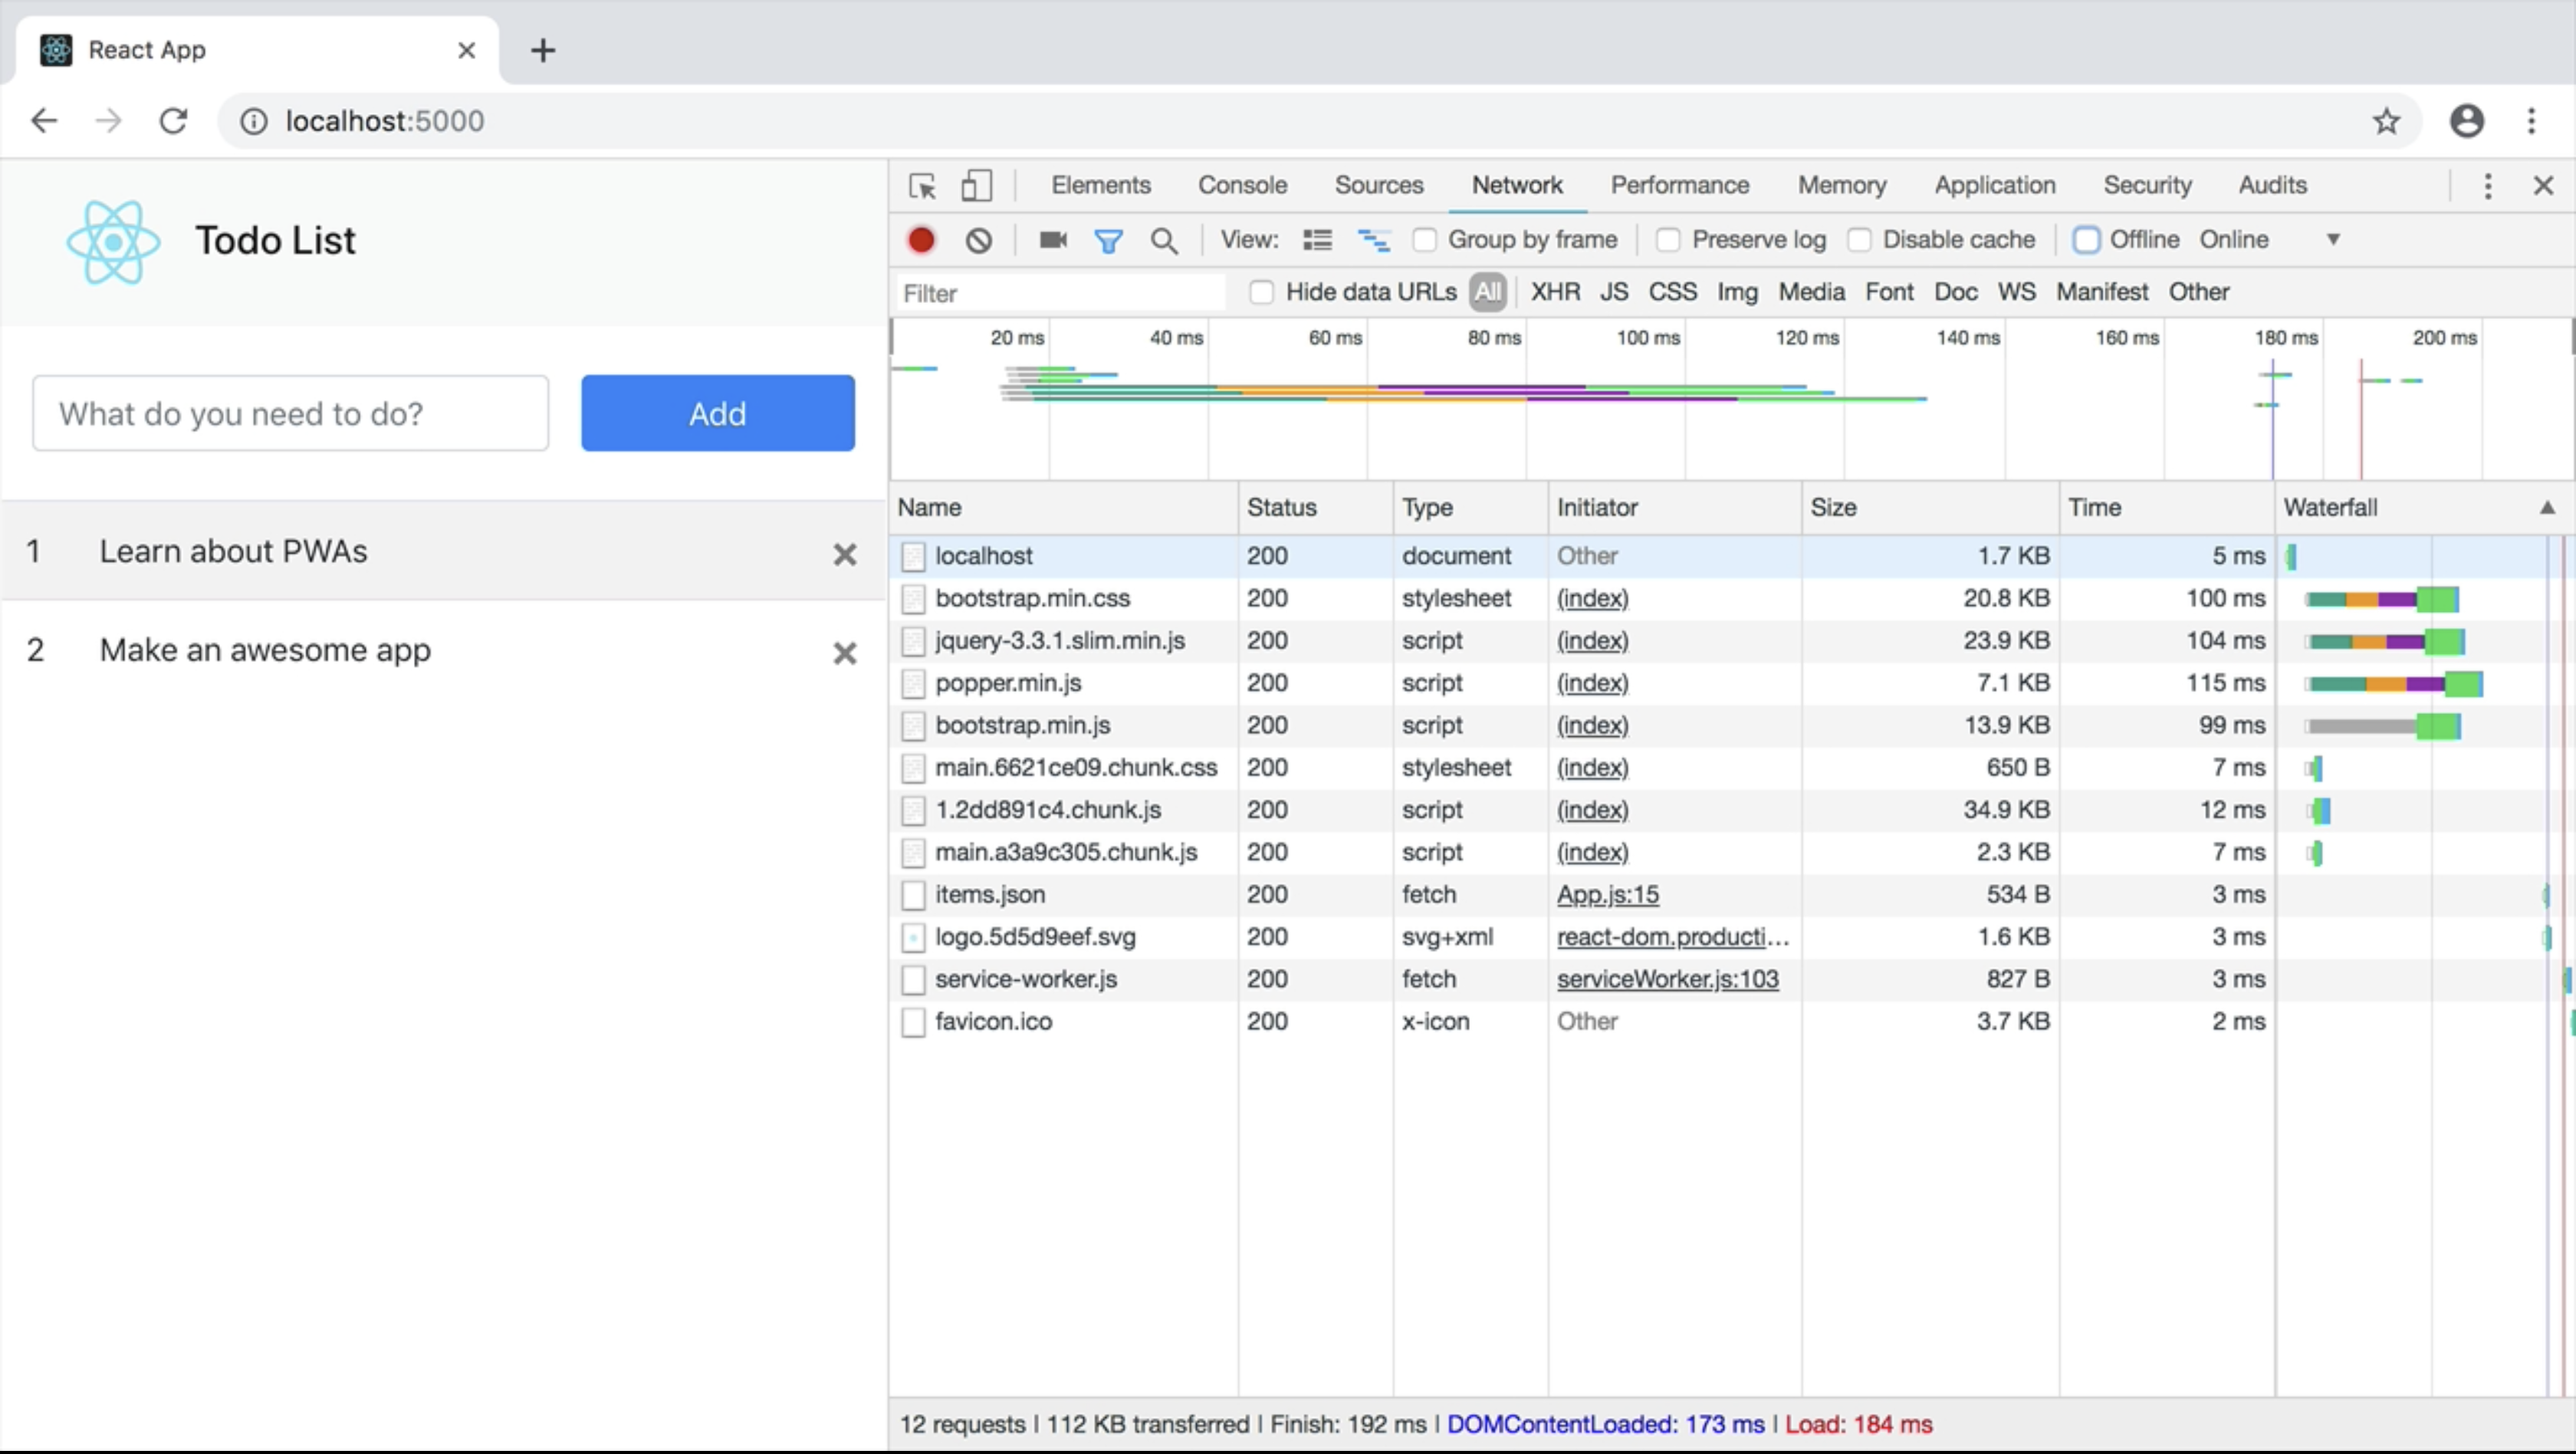 React App
localhost:5000
Todo List
What do you need to do?
Add
1 Learn about PWAs
2 Make an awesome app
Elements Console Sources Network Performance Memory Application Security Audits
View: Group by frame Preserve log Disable cache Offline Online
Filter Hide data URLs All XHR JS CSS Img Media Font Doc WS Manifest Other
20 ms 40 ms 60 ms 80 ms 100 ms 120 ms 140 ms 160 ms 180 ms 200 ms
Name Status Type Initiator Size Time Waterfall
localhost 200 document Other 1.7 KB 5 ms
bootstrap.min.css 200 stylesheet (index) 20.8 KB 100 ms
jquery-3.3.1.slim.min.js 200 script (index) 23.9 KB 104 ms
popper.min.js 200 script (index) 7.1 KB 115 ms
bootstrap.min.js 200 script (index) 13.9 KB 99 ms
main.6621ce09.chunk.css 200 stylesheet (index) 650 B 7 ms
1.2dd891c4.chunk.js 200 script (index) 34.9 KB 12 ms
main.a3a9c305.chunk.js 200 script (index) 2.3 KB 7 ms
items.json 200 fetch App.js:15 534 B 3 ms
logo.5d5d9eef.svg 200 svg+xml react-dom.producti… 1.6 KB 3 ms
service-worker.js 200 fetch serviceWorker.js:103 827 B 3 ms
favicon.ico 200 x-icon Other 3.7 KB 2 ms
12 requests | 112 KB transferred | Finish: 192 ms | DOMContentLoaded: 173 ms | Load: 184 ms